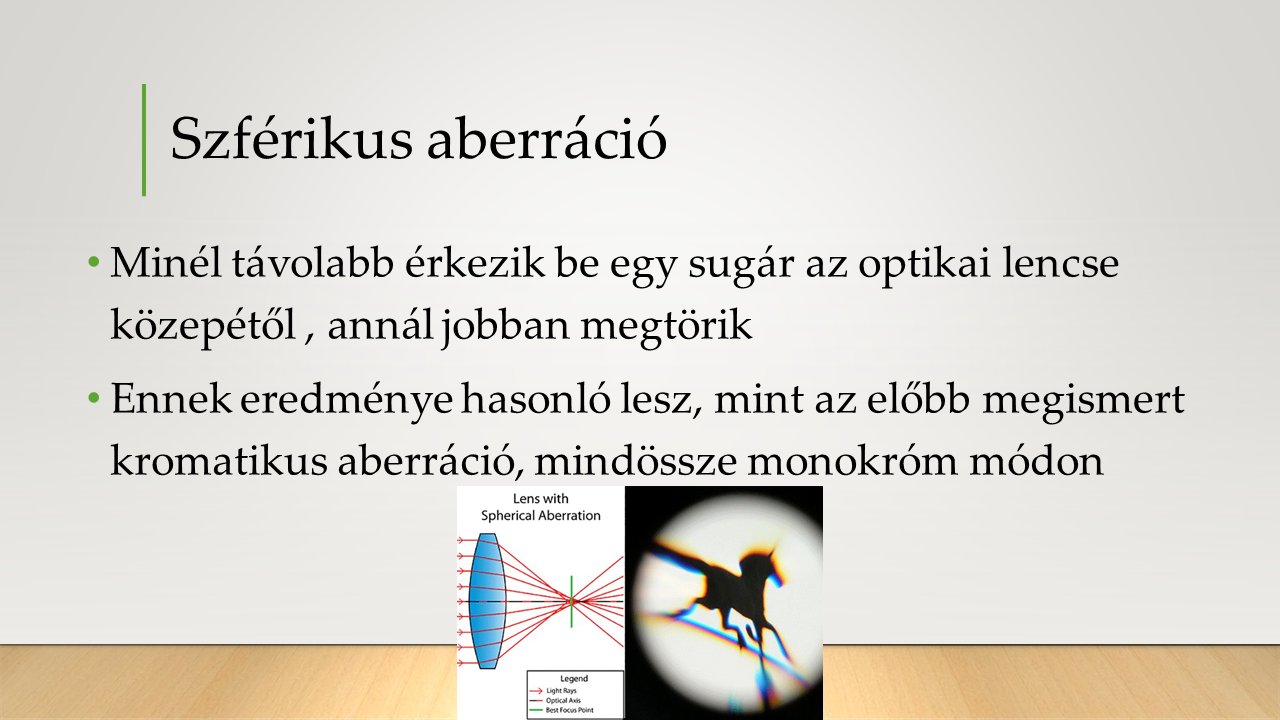 Szférikus aberráció
• Minél távolabb érkezik be egy sugár az optikai lencse
közepétől , annál jobban megtörik
• Ennek eredménye hasonló lesz, mint az előbb megismert
kromatikus aberráció, mindössze monokróm módon
Lens with
Spherical Aberration
Legend
Light Rays
Optical Axis
Best Focus Point